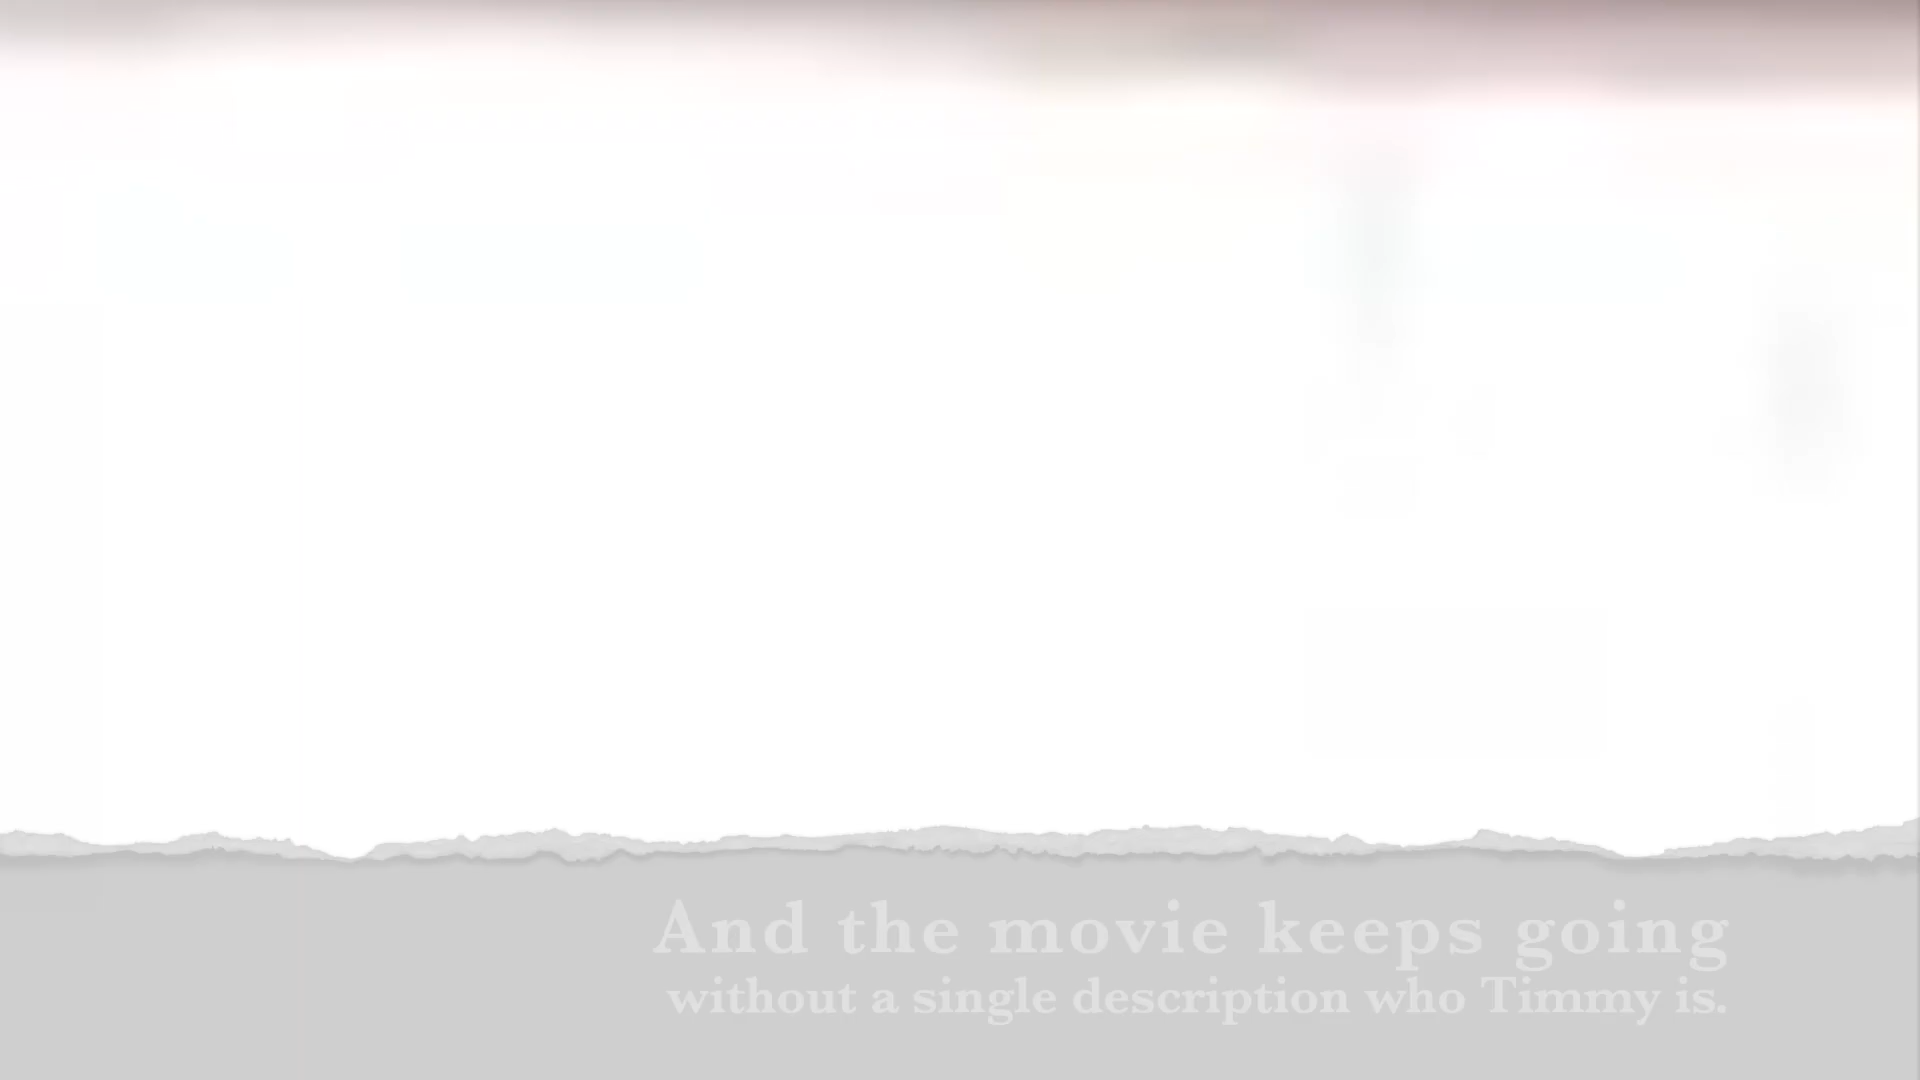 And the movie keeps going
without a single description who Timmy is.